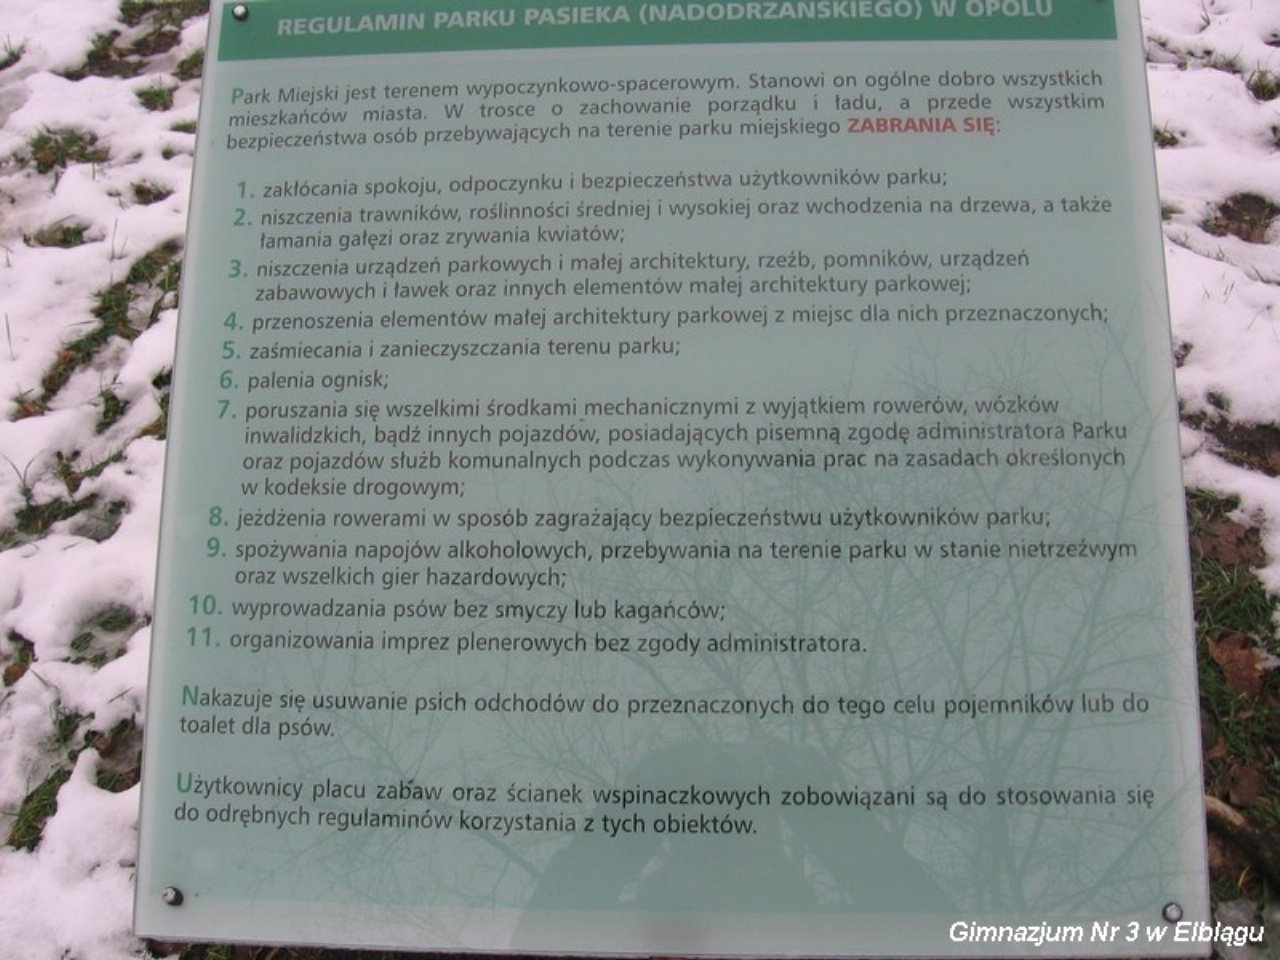 REGULAMIN PARKU PASIEKA (NADODRZAŃSKIEGO) W OPOLU
Park Miejski jest terenem wypoczynkowo-spacerowym. Stanowi on ogólne dobro wszystkich
mieszkańców miasta. W trosce o zachowanie porządku i ładu, a przede wszystkim
bezpieczeństwa osób przebywających na terenie parku miejskiego ZABRANIA SIĘ:
1. zakłócania spokoju, odpoczynku i bezpieczeństwa użytkowników parku;
2. niszczenia trawników, roślinności średniej i wysokiej oraz wchodzenia na drzewa, a także
łamania gałęzi oraz zrywania kwiatów;
3. niszczenia urządzeń parkowych i małej architektury, rzeźb, pomników, urządzeń
zabawowych i ławek oraz innych elementów małej architektury parkowej;
4. przenoszenia elementów małej architektury parkowej z miejsc dla nich przeznaczonych;
5. zaśmiecania i zanieczyszczania terenu parku;
6. palenia ognisk;
7. poruszania się wszelkimi środkami mechanicznymi z wyjątkiem rowerów, wózków
inwalidzkich, bądź innych pojazdów, posiadających pisemną zgodę administratora Parku
oraz pojazdów służb komunalnych podczas wykonywania prac na zasadach określonych
w kodeksie drogowym;
8. jeżdżenia rowerami w sposób zagrażający bezpieczeństwu użytkowników parku;
9. spożywania napojów alkoholowych, przebywania na terenie parku w stanie nietrzeźwym
oraz wszelkich gier hazardowych;
10. wyprowadzania psów bez smyczy lub kagańców;
11. organizowania imprez plenerowych bez zgody administratora.
Nakazuje się usuwanie psich odchodów do przeznaczonych do tego celu pojemników lub do
toalet dla psów.
Użytkownicy placu zabaw oraz ścianek wspinaczkowych zobowiązani są do stosowania się
do odrębnych regulaminów korzystania z tych obiektów.
Gimnazjum Nr 3 w Elblągu